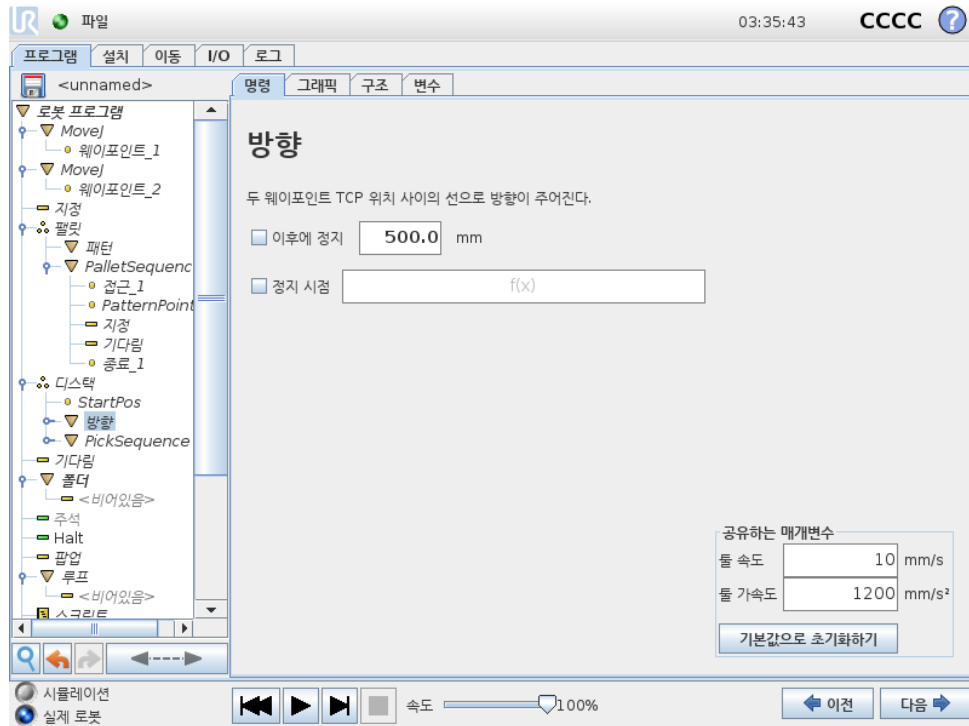 UR 파일 03:35:43 CCCC ?
프로그램 설치 이동 I/O 로그
<unnamed>
명령 그래픽 구조 변수
로봇 프로그램
MoveJ
웨이포인트_1
MoveJ
웨이포인트_2
지정
팔릿
패턴
PalletSequenc
접근_1
PatternPoint
지정
기다림
종료_1
디스택
StartPos
방향
PickSequence
기다림
폴더
<비어있음>
주석
Halt
팝업
루프
<비어있음>
스크립트
방향
두 웨이포인트 TCP 위치 사이의 선으로 방향이 주어진다.
이후에 정지 500.0 mm
정지 시점 f(x)
공유하는 매개변수
툴 속도 10 mm/s
툴 가속도 1200 mm/s²
기본값으로 초기화하기
시뮬레이션
실제 로봇
속도 100%
이전 다음